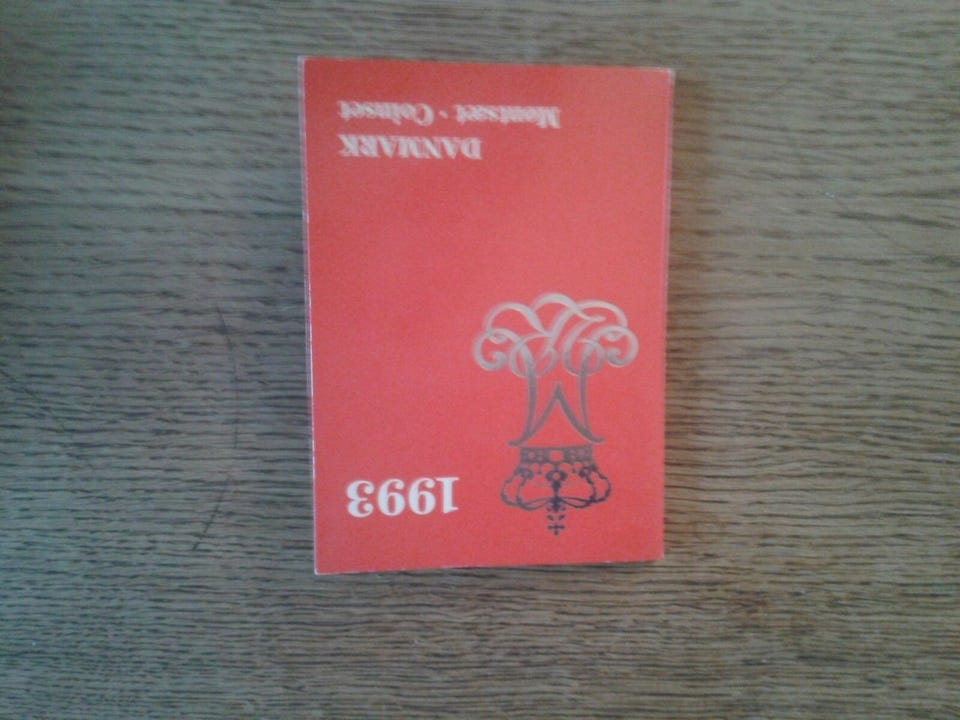 1993
DANMARK
Møntsæt · Coinset